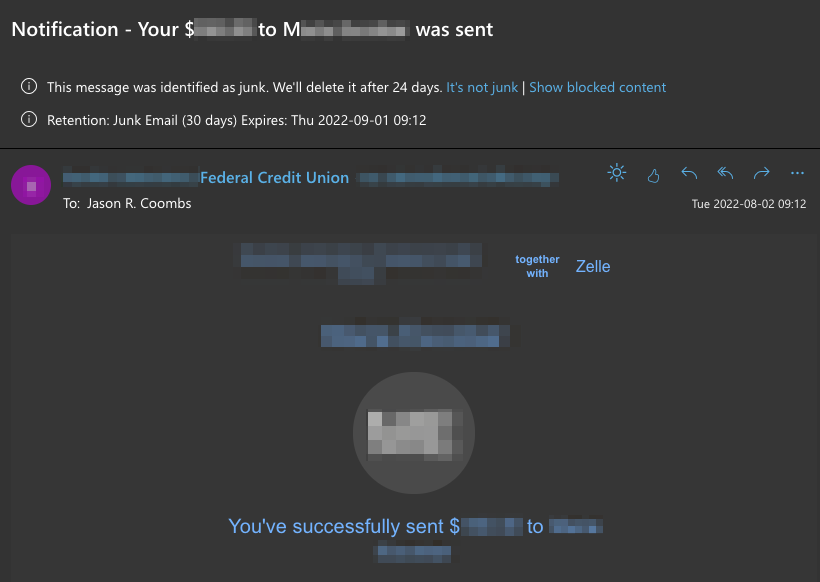 Notification - Your $ to M was sent
This message was identified as junk. We'll delete it after 24 days. It's not junk | Show blocked content
Retention: Junk Email (30 days) Expires: Thu 2022-09-01 09:12
Federal Credit Union
To: Jason R. Coombs
Tue 2022-08-02 09:12
together
with
Zelle
You've successfully sent $ to